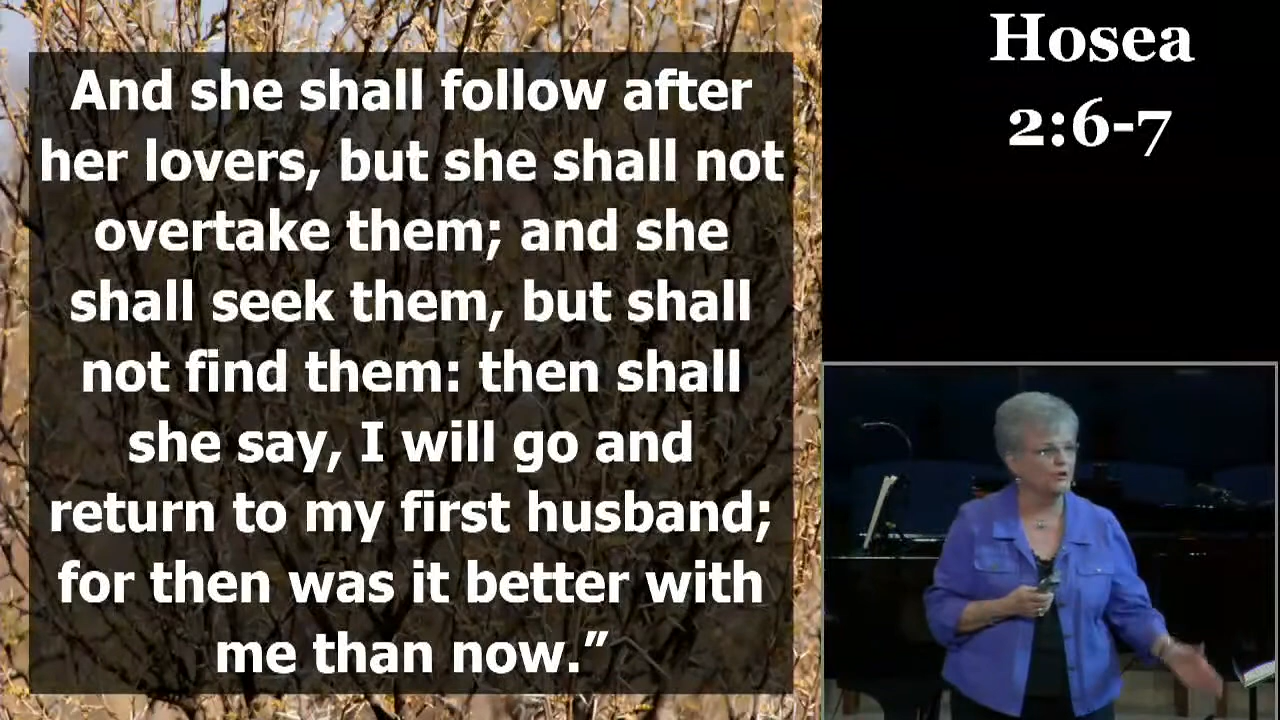 And she shall follow after
her lovers, but she shall not
overtake them; and she
shall seek them, but shall
not find them: then shall
she say, I will go and
return to my first husband;
for then was it better with
me than now.”
Hosea
2:6-7